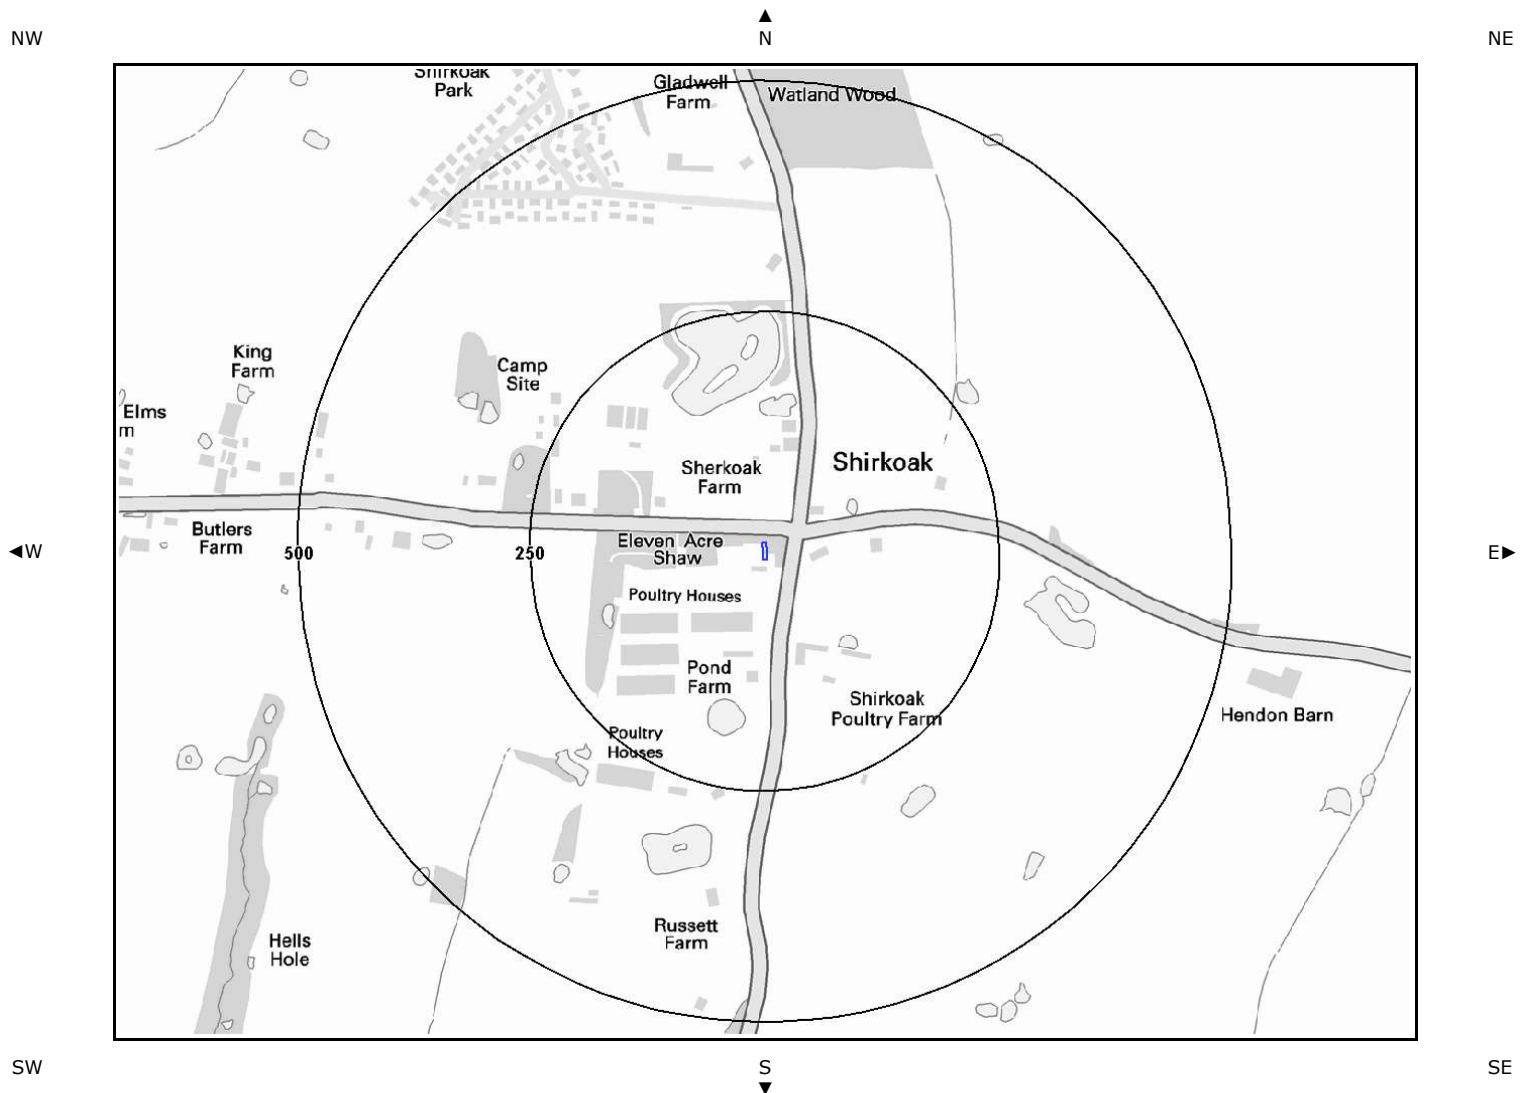 NW
N
NE
Shirkoak
Park
Gladwell
Farm
Watland Wood
King
Farm
Camp
Site
Elms
m
Sherkoak
Farm
Shirkoak
Butlers
Farm
Eleven Acre
Shaw
W
500
250
E
Poultry Houses
Pond
Farm
Shirkoak
Poultry Farm
Hendon Barn
Poultry
Houses
Russett
Farm
Hells
Hole
SW
S
SE